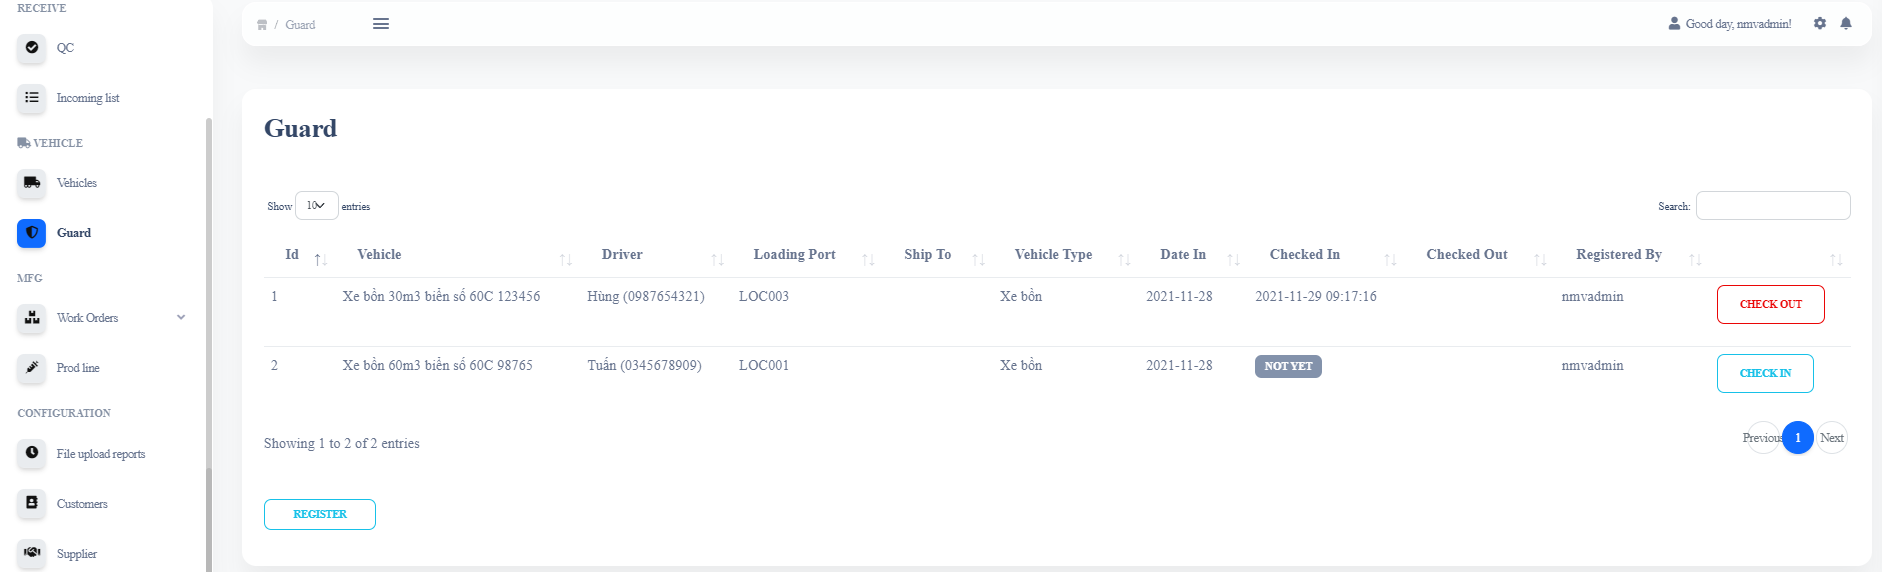 RECEIVE
QC
Incoming list
VEHICLE
Vehicles
Guard
MFG
Work Orders
Prod line
CONFIGURATION
File upload reports
Customers
Supplier
/ Guard
Good day, nmvadmin!
Guard
Show 10 entries
Search:
Id Vehicle Driver Loading Port Ship To Vehicle Type Date In Checked In Checked Out Registered By
1 Xe bồn 30m3 biển số 60C 123456 Hùng (0987654321) LOC003 Xe bồn 2021-11-28 2021-11-29 09:17:16 nmvadmin CHECK OUT
2 Xe bồn 60m3 biển số 60C 98765 Tuấn (0345678909) LOC001 Xe bồn 2021-11-28 NOT YET nmvadmin CHECK IN
Showing 1 to 2 of 2 entries
Previous 1 Next
REGISTER